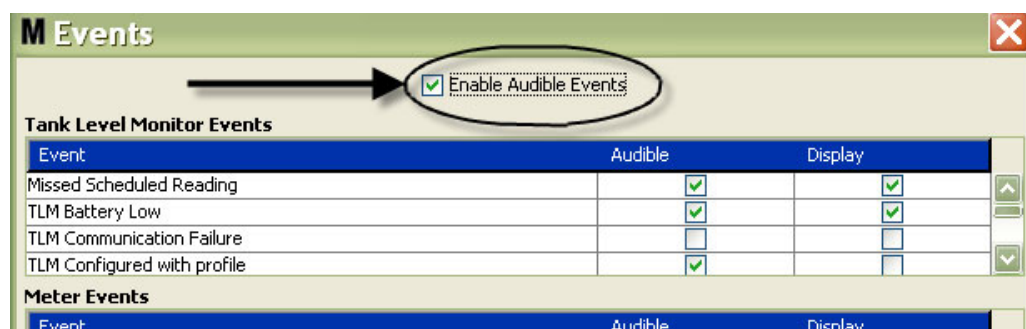 M Events
Enable Audible Events
Tank Level Monitor Events
Event Audible Display
Missed Scheduled Reading
TLM Battery Low
TLM Communication Failure
TLM Configured with profile
Meter Events
Event Audible Display